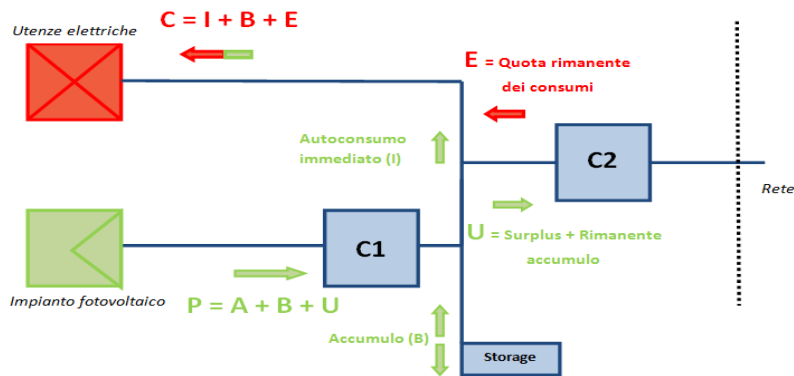 C = I + B + E
Utenze elettriche
E = Quota rimanente
dei consumi
Autoconsumo
immediato (I)
C2
Rete
C1
U = Surplus + Rimanente
accumulo
Impianto fotovoltaico
P = A + B + U
Accumulo (B)
Storage